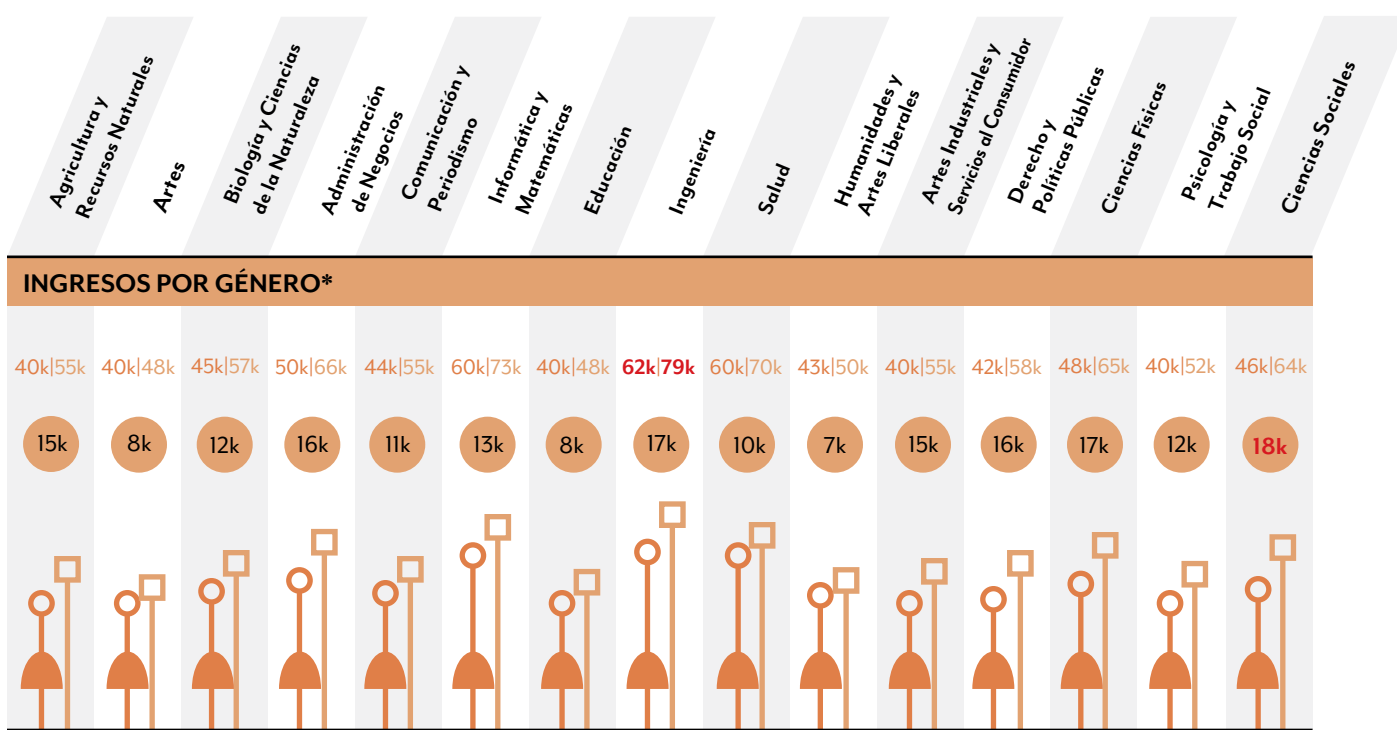 Agricultura y
Recursos Naturales
Artes
Biología y Ciencias
de la Naturaleza
Administración
de Negocios
Comunicación y
Periodismo
Informática y
Matemáticas
Educación
Ingeniería
Salud
Humanidades y
Artes Liberales
Artes Industriales y
Servicios al Consumidor
Derecho y
Políticas Públicas
Ciencias Físicas
Psicología y
Trabajo Social
Ciencias Sociales
INGRESOS POR GÉNERO*
40k|55k 40k|48k 45k|57k 50k|66k 44k|55k 60k|73k 40k|48k 62k|79k 60k|70k 43k|50k 40k|55k 42k|58k 48k|65k 40k|52k 46k|64k
15k 8k 12k 16k 11k 13k 8k 17k 10k 7k 15k 16k 17k 12k 18k